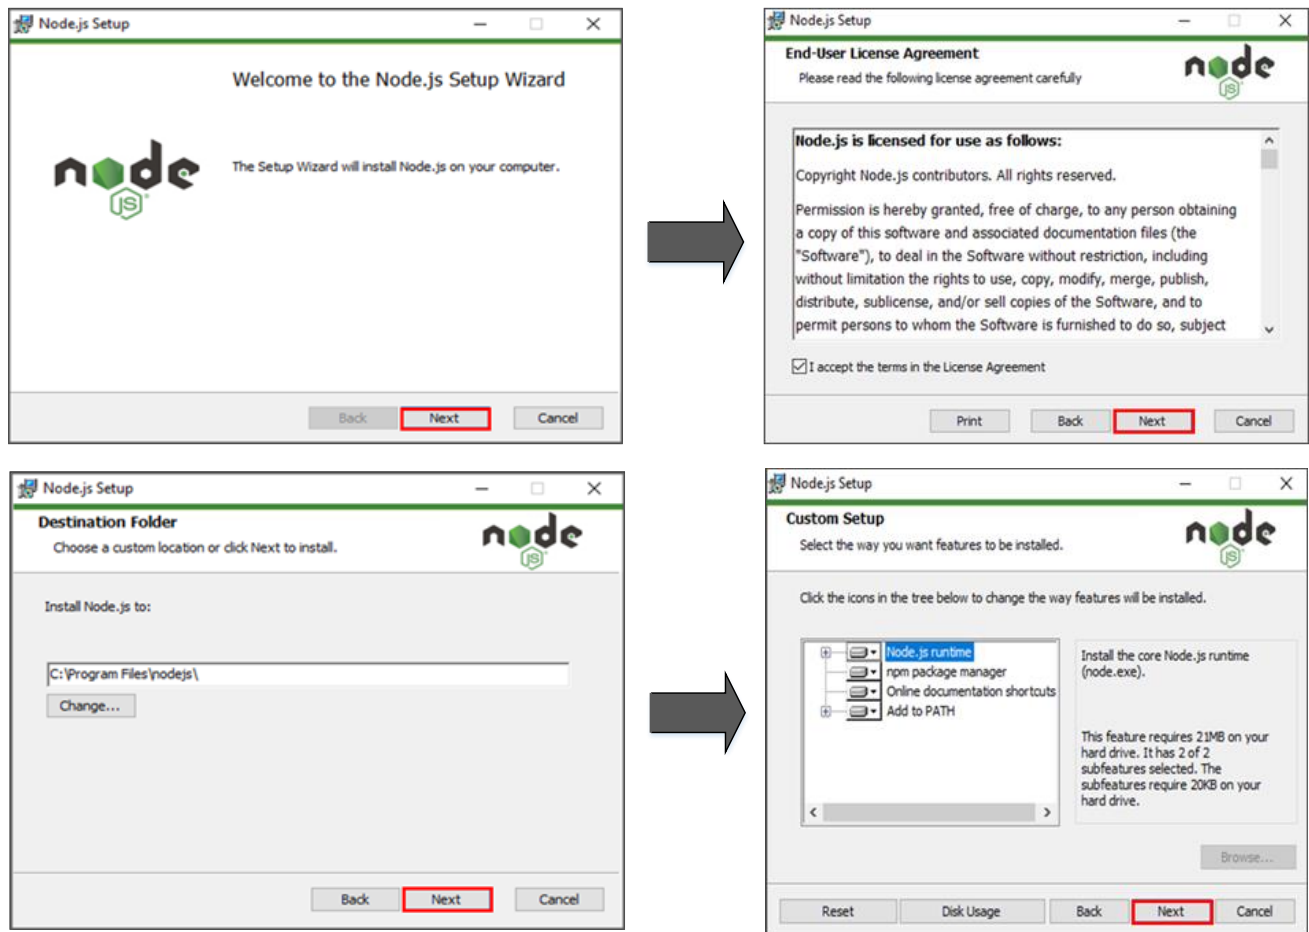 Node.js Setup
Welcome to the Node.js Setup Wizard
node
JS
The Setup Wizard will install Node.js on your computer.
Back
Next
Cancel
Node.js Setup
End-User License Agreement
Please read the following license agreement carefully
node
JS
Node.js is licensed for use as follows:
Copyright Node.js contributors. All rights reserved.
Permission is hereby granted, free of charge, to any person obtaining
a copy of this software and associated documentation files (the
"Software"), to deal in the Software without restriction, including
without limitation the rights to use, copy, modify, merge, publish,
distribute, sublicense, and/or sell copies of the Software, and to
permit persons to whom the Software is furnished to do so, subject
I accept the terms in the License Agreement
Print
Back
Next
Cancel
Node.js Setup
Destination Folder
Choose a custom location or click Next to install.
node
JS
Install Node.js to:
C:\Program Files\nodejs\
Change...
Back
Next
Cancel
Node.js Setup
Custom Setup
Select the way you want features to be installed.
node
JS
Click the icons in the tree below to change the way features will be installed.
Node.js runtime
npm package manager
Online documentation shortcuts
Add to PATH
Install the core Node.js runtime
(node.exe).
This feature requires 21MB on your
hard drive. It has 2 of 2
subfeatures selected. The
subfeatures require 20KB on your
hard drive.
Browse...
Reset
Disk Usage
Back
Next
Cancel